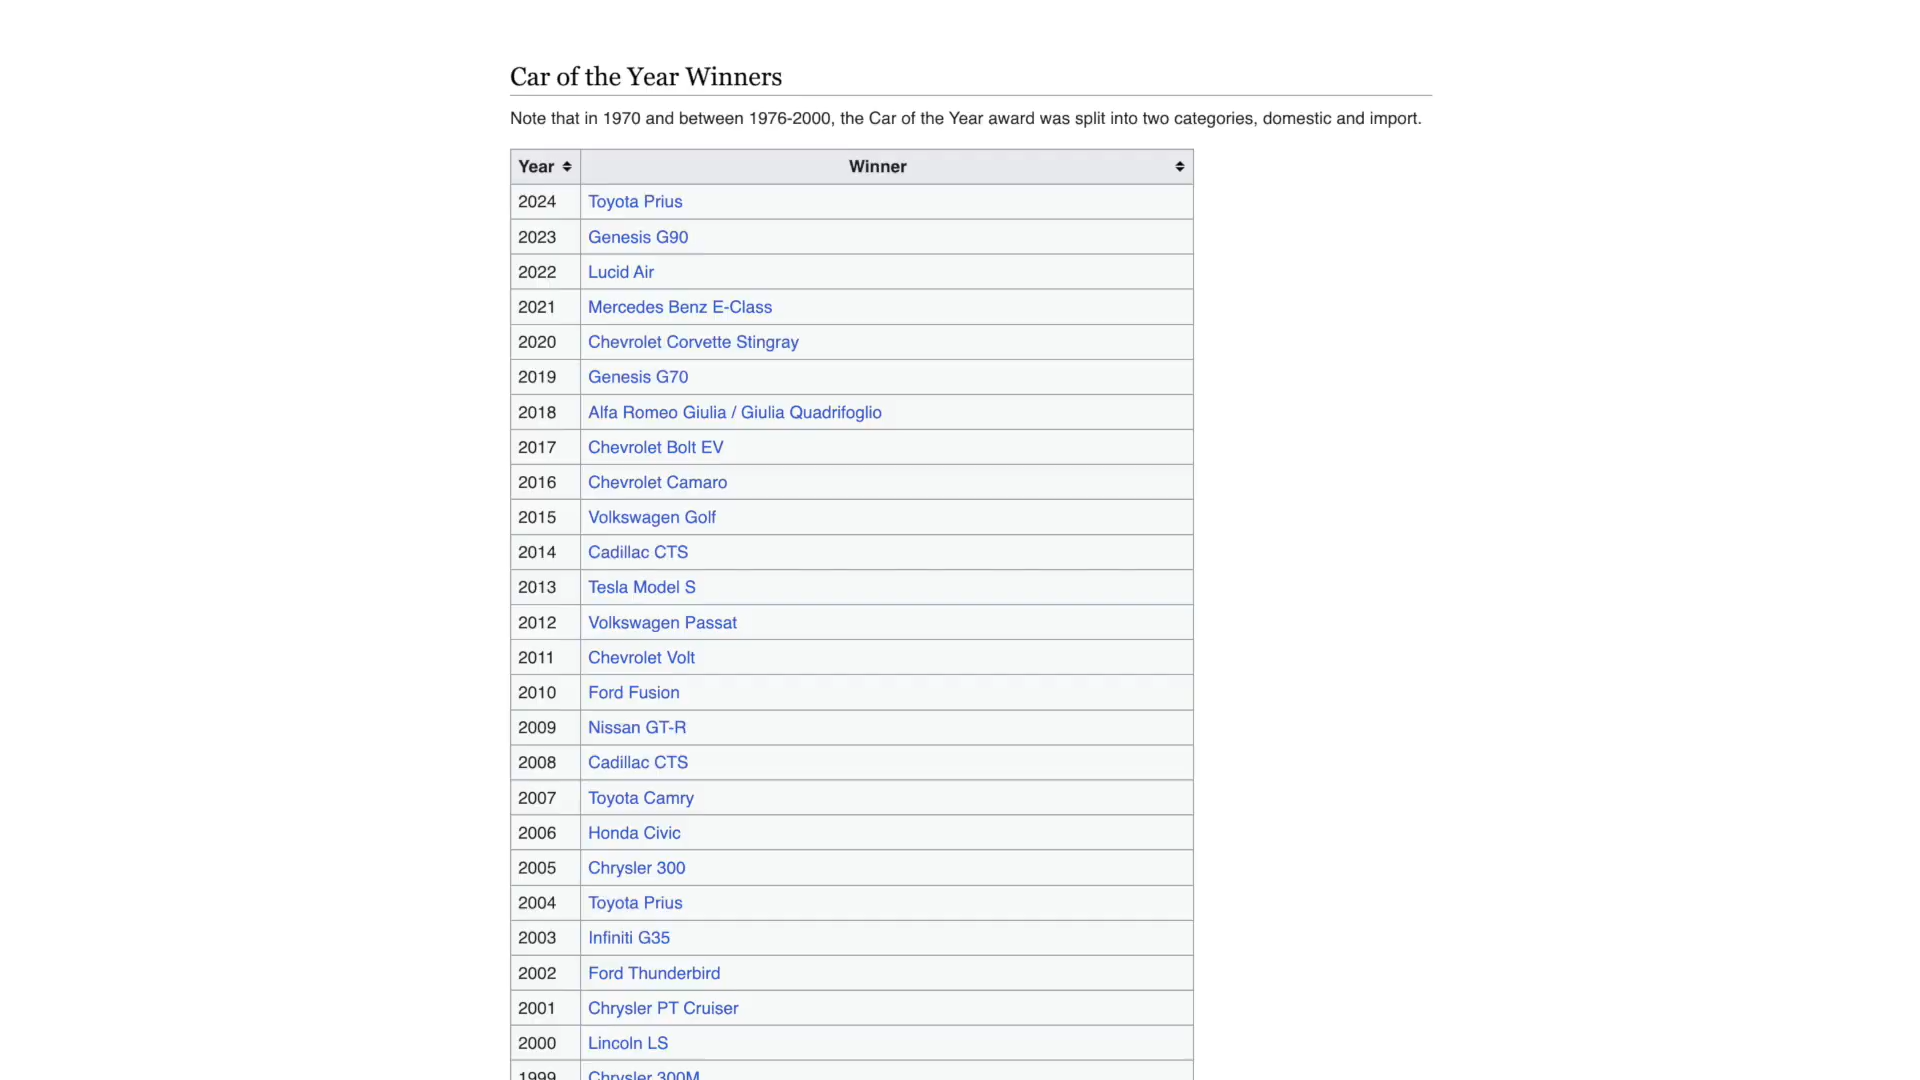 Car of the Year Winners
Note that in 1970 and between 1976-2000, the Car of the Year award was split into two categories, domestic and import.
Year Winner
2024 Toyota Prius
2023 Genesis G90
2022 Lucid Air
2021 Mercedes Benz E-Class
2020 Chevrolet Corvette Stingray
2019 Genesis G70
2018 Alfa Romeo Giulia / Giulia Quadrifoglio
2017 Chevrolet Bolt EV
2016 Chevrolet Camaro
2015 Volkswagen Golf
2014 Cadillac CTS
2013 Tesla Model S
2012 Volkswagen Passat
2011 Chevrolet Volt
2010 Ford Fusion
2009 Nissan GT-R
2008 Cadillac CTS
2007 Toyota Camry
2006 Honda Civic
2005 Chrysler 300
2004 Toyota Prius
2003 Infiniti G35
2002 Ford Thunderbird
2001 Chrysler PT Cruiser
2000 Lincoln LS
1999 Chrysler 300M